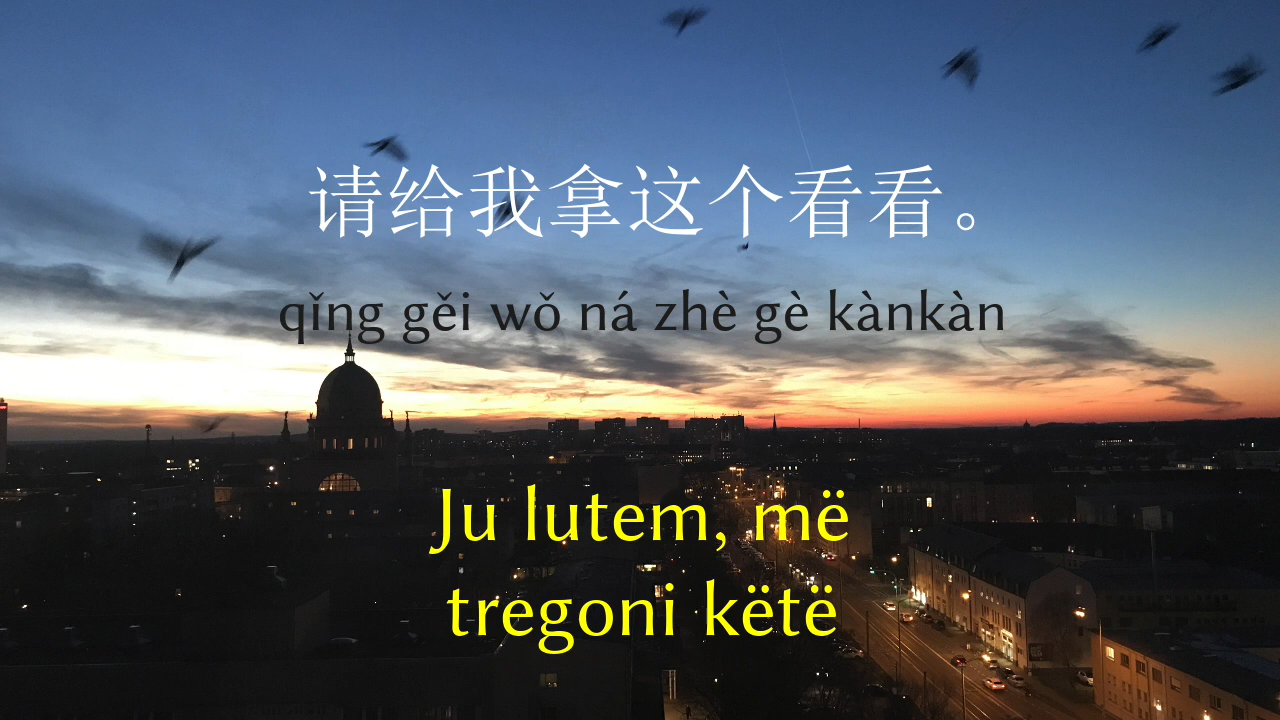 请给我拿这个看看。
qǐng gěi wǒ ná zhè gè kànkàn
Ju lutem, më
tregoni këtë